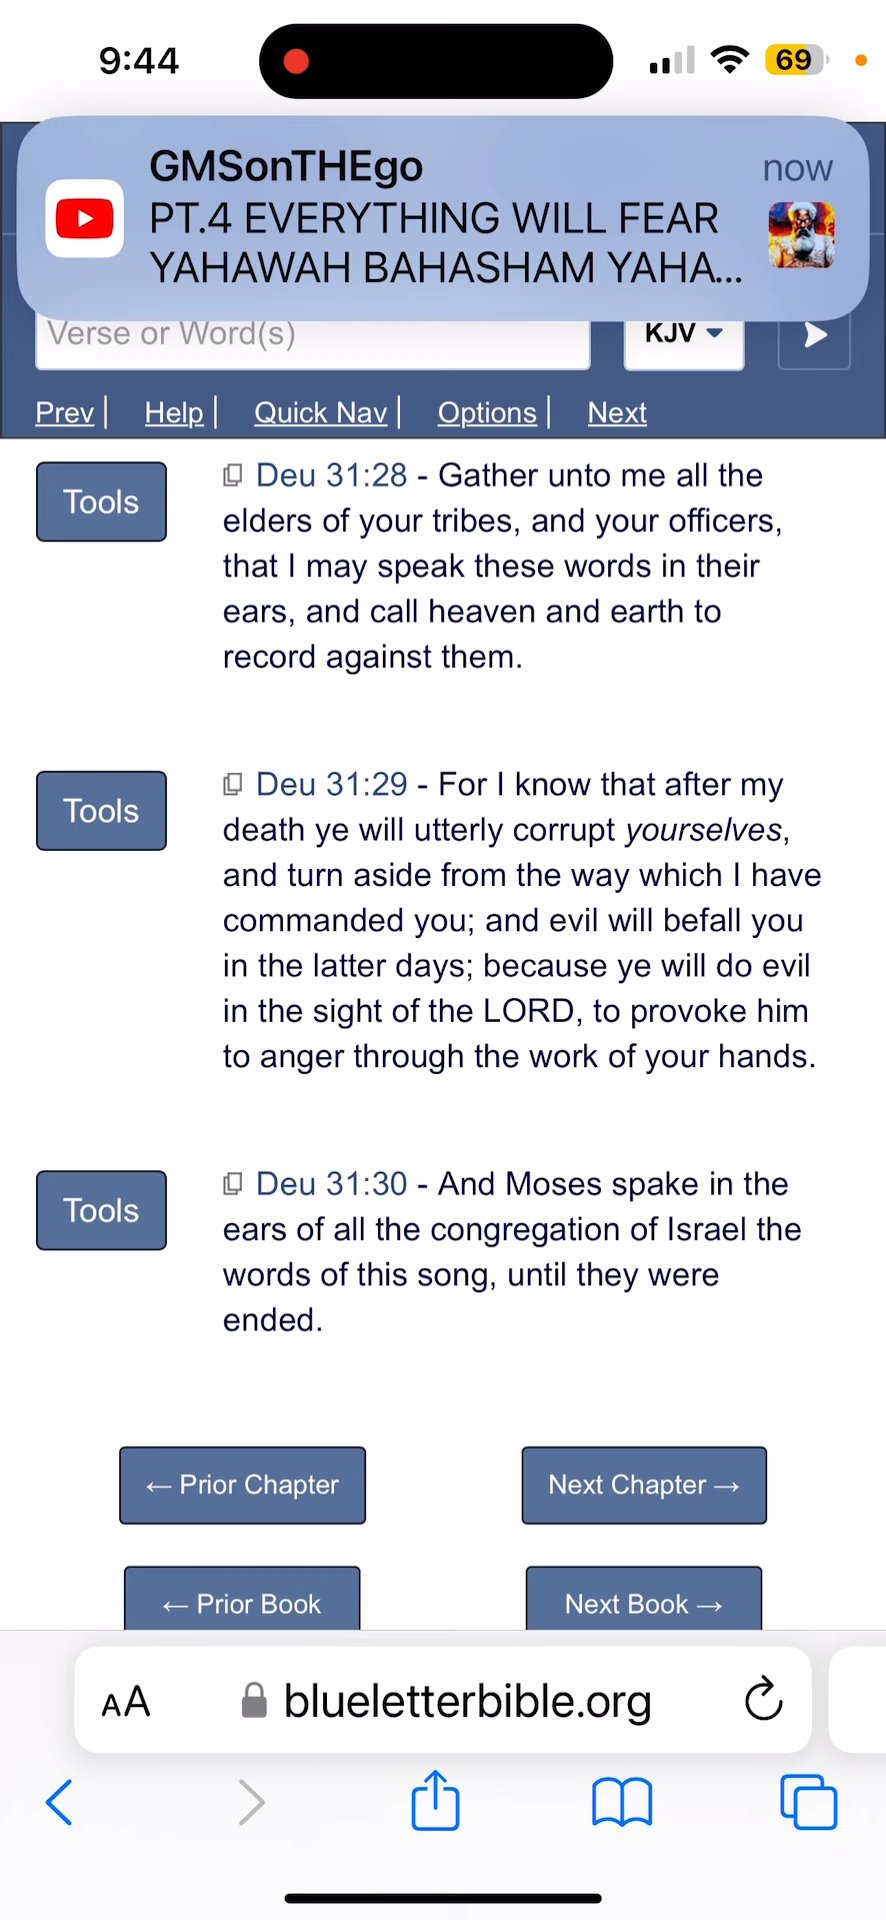 9:44
69
GMSonTHEgo
now
PT.4 EVERYTHING WILL FEAR
YAHAWAH BAHASHAM YAHA...
Verse or Word(s)
KJV
Prev | Help | Quick Nav | Options | Next
Tools
Deu 31:28 - Gather unto me all the
elders of your tribes, and your officers,
that I may speak these words in their
ears, and call heaven and earth to
record against them.
Tools
Deu 31:29 - For I know that after my
death ye will utterly corrupt yourselves,
and turn aside from the way which I have
commanded you; and evil will befall you
in the latter days; because ye will do evil
in the sight of the LORD, to provoke him
to anger through the work of your hands.
Tools
Deu 31:30 - And Moses spake in the
ears of all the congregation of Israel the
words of this song, until they were
ended.
← Prior Chapter
Next Chapter →
← Prior Book
Next Book →
AA
blueletterbible.org